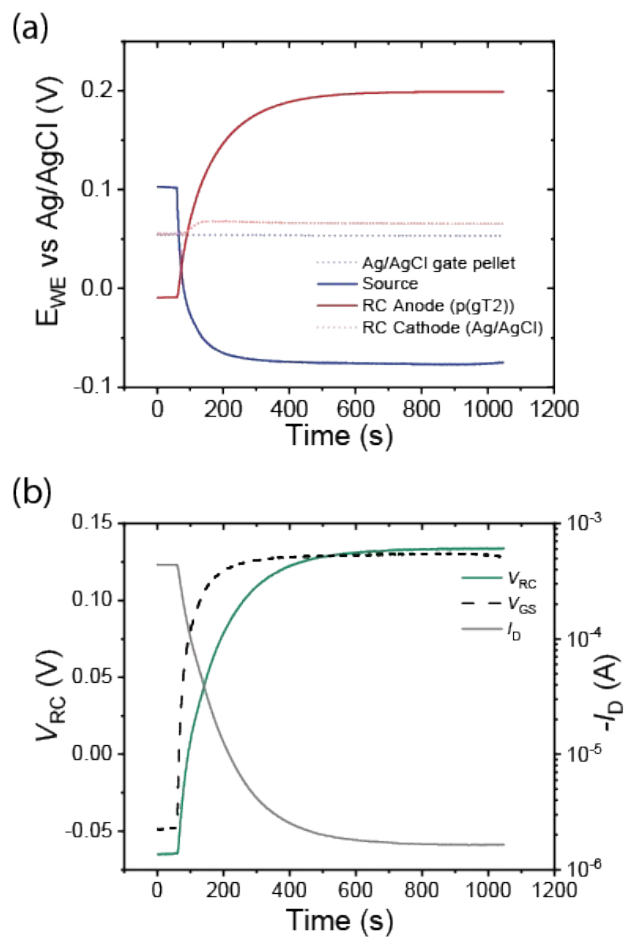 (a)
E_WE vs Ag/AgCl (V)
0.2
0.1
0.0
-0.1
Ag/AgCl gate pellet
Source
RC Anode (p(gT2))
RC Cathode (Ag/AgCl)
0 200 400 600 800 1000 1200
Time (s)
(b)
V_RC (V)
0.15
0.10
0.05
0.00
-0.05
V_RC
V_GS
I_D
10^-3
10^-4
10^-5
10^-6
-I_D (A)
0 200 400 600 800 1000 1200
Time (s)